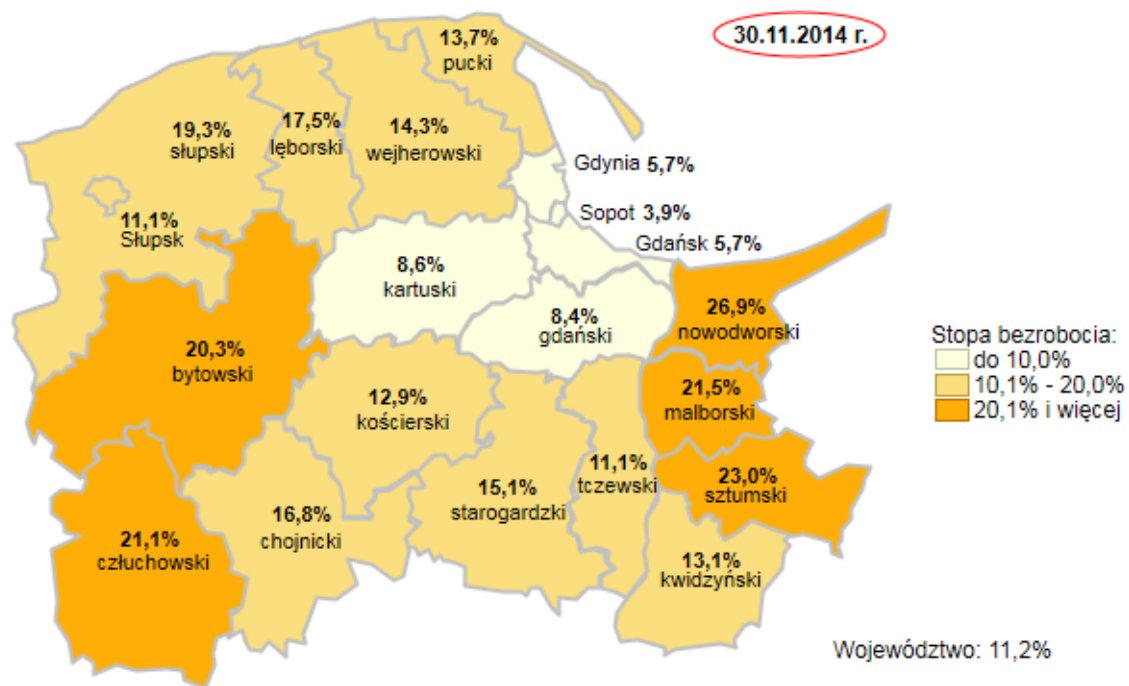 30.11.2014 r.
13,7%
pucki
19,3%
słupski
17,5%
lęborski
14,3%
wejherowski
Gdynia 5,7%
Sopot 3,9%
Gdańsk 5,7%
11,1%
Słupsk
8,6%
kartuski
8,4%
gdański
26,9%
nowodworski
20,3%
bytowski
12,9%
kościerski
21,5%
malborski
11,1%
tczewski
23,0%
sztumski
15,1%
starogardzki
16,8%
chojnicki
21,1%
człuchowski
13,1%
kwidzyński
Stopa bezrobocia:
do 10,0%
10,1% - 20,0%
20,1% i więcej
Województwo: 11,2%